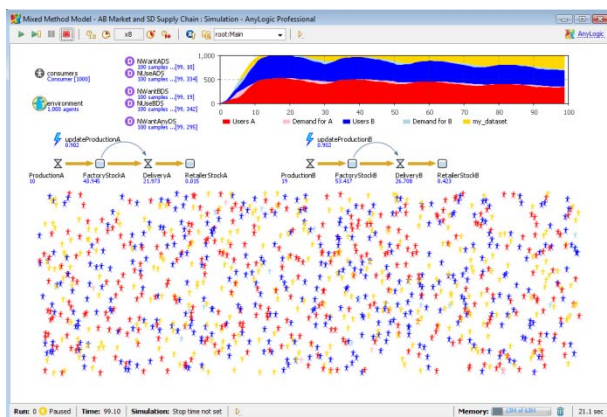 Mixed Method Model - AB Market and SD Supply Chain : Simulation - AnyLogic Professional
x8
root:Main
AnyLogic
consumers
Consumer [1000]
environment
1,000 agents
NWantADS
100 samples ...[99, 10]
NUseADS
100 samples ...[99, 334]
NWantBDS
100 samples ...[99, 19]
NUseBDS
100 samples ...[99, 342]
NWantAnyDS
100 samples ...[99, 295]
1,000
500
0
0 10 20 30 40 50 60 70 80 90 100
Users A Demand for A Users B Demand for B my_dataset
updateProductionA
0.902
updateProductionB
0.902
ProductionA FactoryStockA DeliveryA RetailerStockA
10 43.945 21.973 0.015
ProductionB FactoryStockB DeliveryB RetailerStockB
19 53.417 26.708 0.423
Run: 0 Paused Time: 99.10 Simulation: Stop time not set
Memory: 21.1 sec